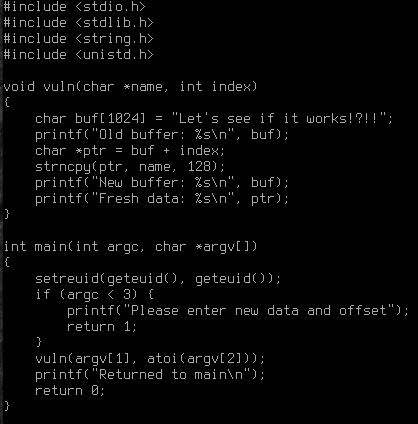 #include <stdio.h>
#include <stdlib.h>
#include <string.h>
#include <unistd.h>

void vuln(char *name, int index)
{
    char buf[1024] = "Let's see if it works!?!!";
    printf("Old buffer: %s\n", buf);
    char *ptr = buf + index;
    strncpy(ptr, name, 128);
    printf("New buffer: %s\n", buf);
    printf("Fresh data: %s\n", ptr);
}

int main(int argc, char *argv[])
{
    setreuid(geteuid(), geteuid());
    if (argc < 3) {
        printf("Please enter new data and offset");
        return 1;
    }
    vuln(argv[1], atoi(argv[2]));
    printf("Returned to main\n");
    return 0;
}